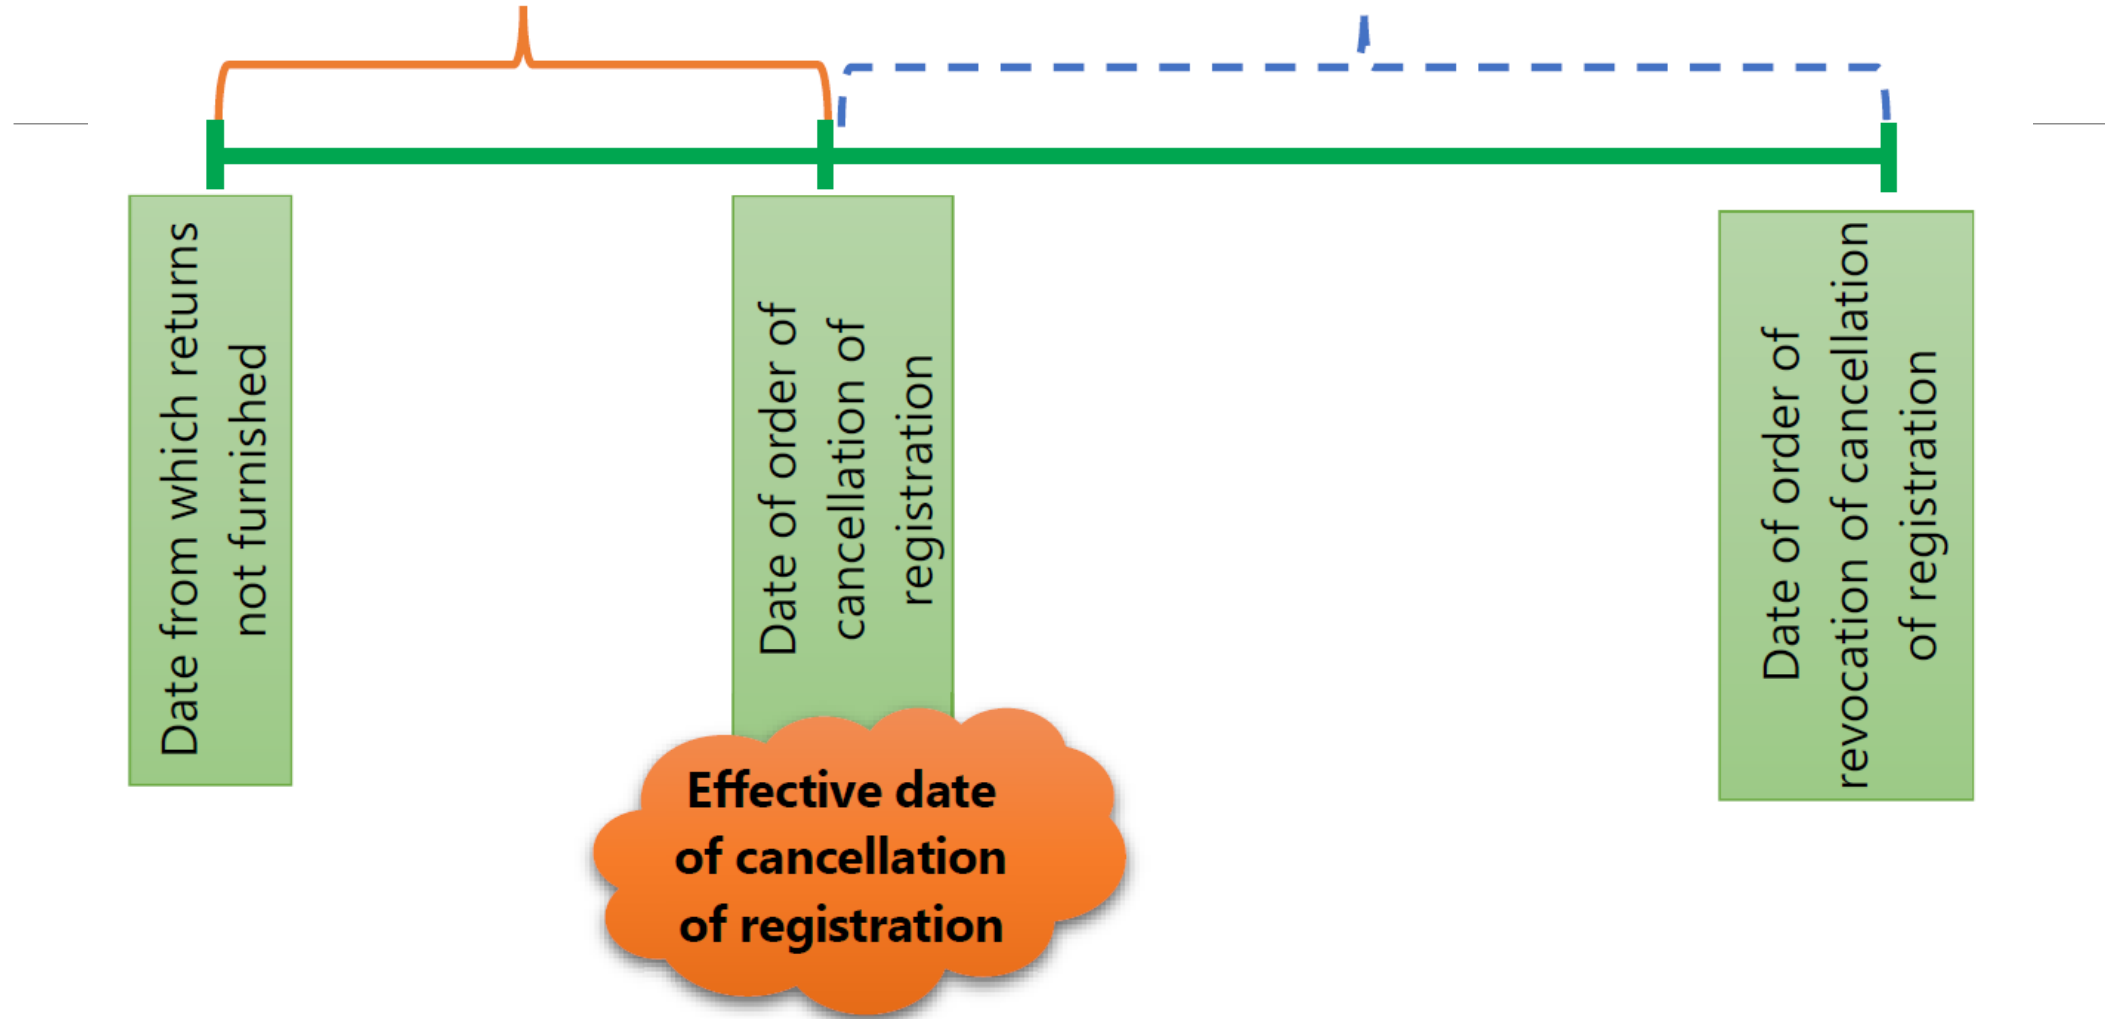 Date from which returns
not furnished
Date of order of
cancellation of
registration
Effective date
of cancellation
of registration
Date of order of
revocation of cancellation
of registration